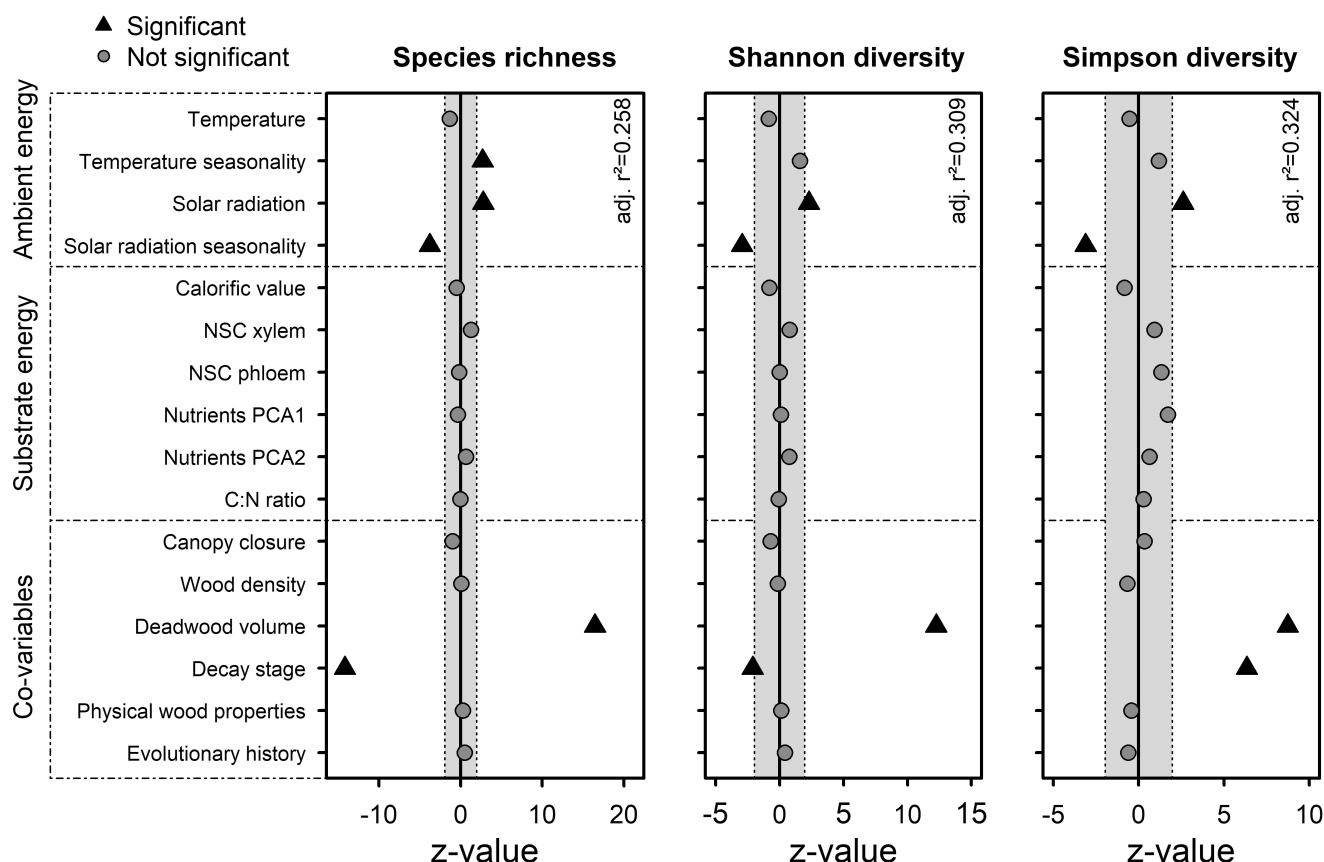 Significant
Not significant
Species richness
Shannon diversity
Simpson diversity
Ambient energy
Temperature
Temperature seasonality
Solar radiation
Solar radiation seasonality
Substrate energy
Calorific value
NSC xylem
NSC phloem
Nutrients PCA1
Nutrients PCA2
C:N ratio
Co-variables
Canopy closure
Wood density
Deadwood volume
Decay stage
Physical wood properties
Evolutionary history
adj. r²=0.258
adj. r²=0.309
adj. r²=0.324
-10 0 10 20
-5 0 5 10 15
-5 0 5 10
z-value
z-value
z-value